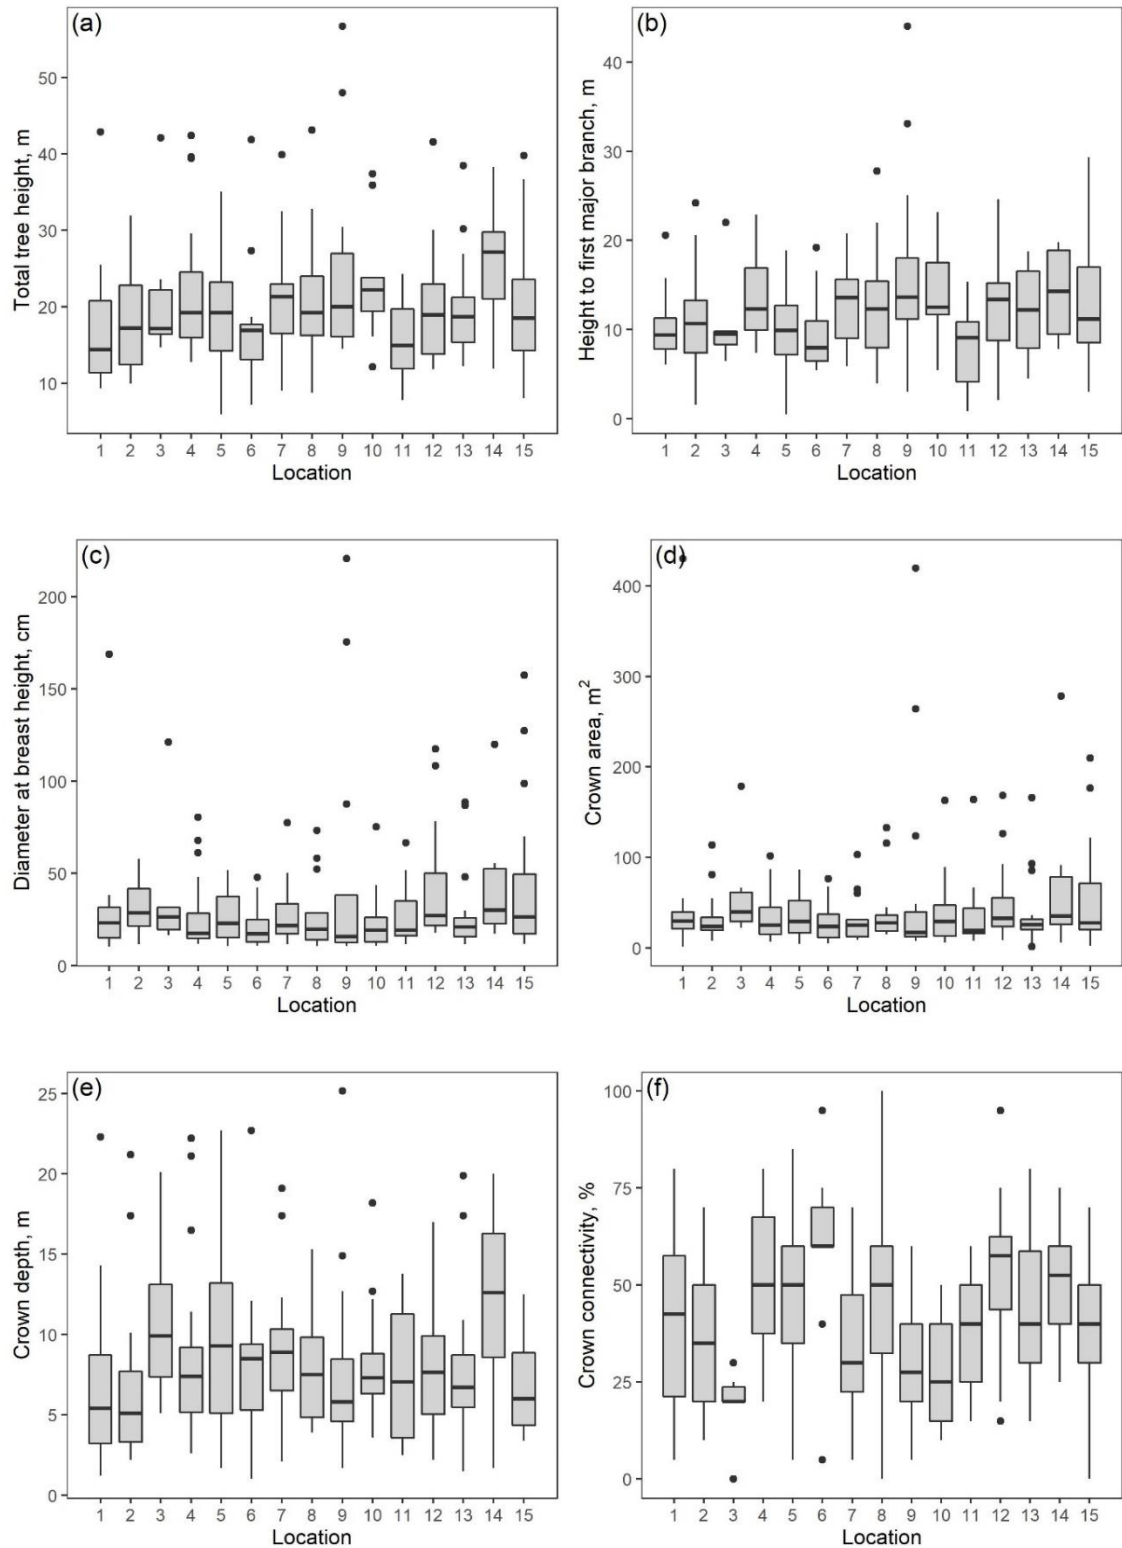 (a)
Total tree height, m
50
40
30
20
10
1 2 3 4 5 6 7 8 9 10 11 12 13 14 15
Location
(b)
Height to first major branch, m
40
30
20
10
0
1 2 3 4 5 6 7 8 9 10 11 12 13 14 15
Location
(c)
Diameter at breast height, cm
200
150
100
50
0
1 2 3 4 5 6 7 8 9 10 11 12 13 14 15
Location
(d)
Crown area, m²
400
300
200
100
0
1 2 3 4 5 6 7 8 9 10 11 12 13 14 15
Location
(e)
Crown depth, m
25
20
15
10
5
0
1 2 3 4 5 6 7 8 9 10 11 12 13 14 15
Location
(f)
Crown connectivity, %
100
75
50
25
0
1 2 3 4 5 6 7 8 9 10 11 12 13 14 15
Location